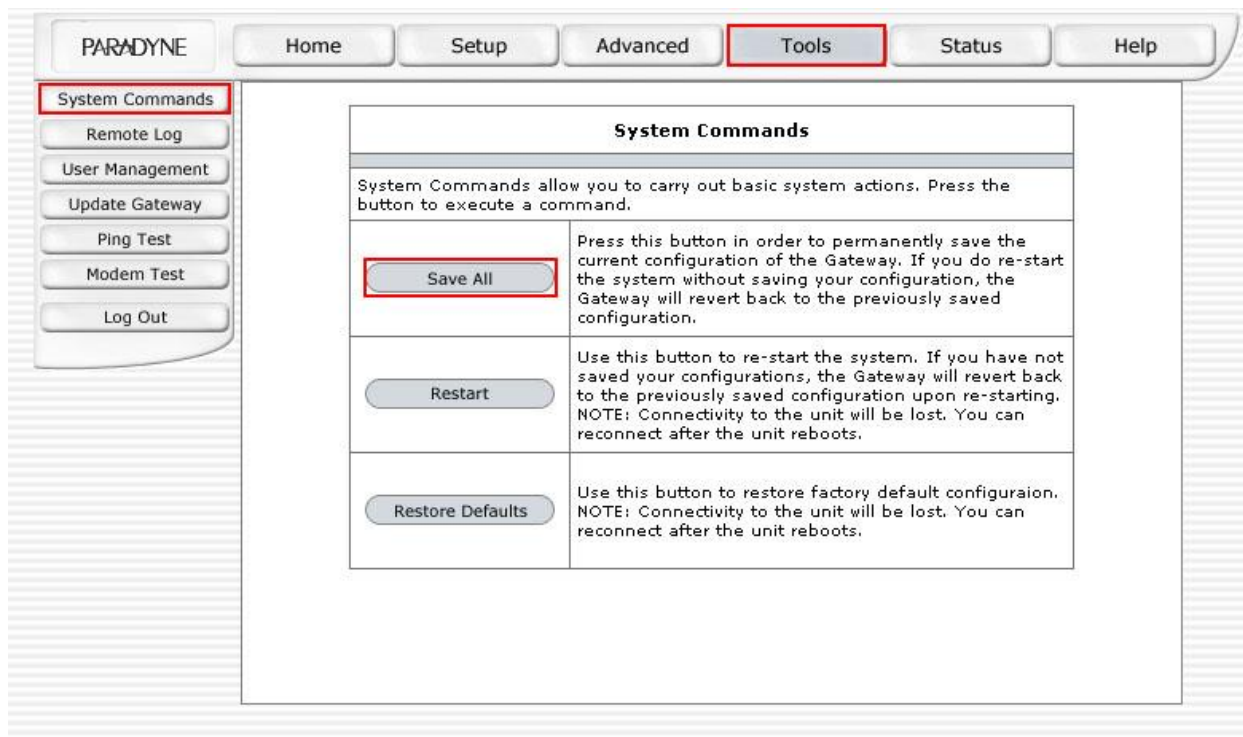 PARADYNE
Home
Setup
Advanced
Tools
Status
Help
System Commands
Remote Log
User Management
Update Gateway
Ping Test
Modem Test
Log Out
System Commands
System Commands allow you to carry out basic system actions. Press the
button to execute a command.
Save All
Press this button in order to permanently save the
current configuration of the Gateway. If you do re-start
the system without saving your configuration, the
Gateway will revert back to the previously saved
configuration.
Restart
Use this button to re-start the system. If you have not
saved your configurations, the Gateway will revert back
to the previously saved configuration upon re-starting.
NOTE: Connectivity to the unit will be lost. You can
reconnect after the unit reboots.
Restore Defaults
Use this button to restore factory default configuraion.
NOTE: Connectivity to the unit will be lost. You can
reconnect after the unit reboots.